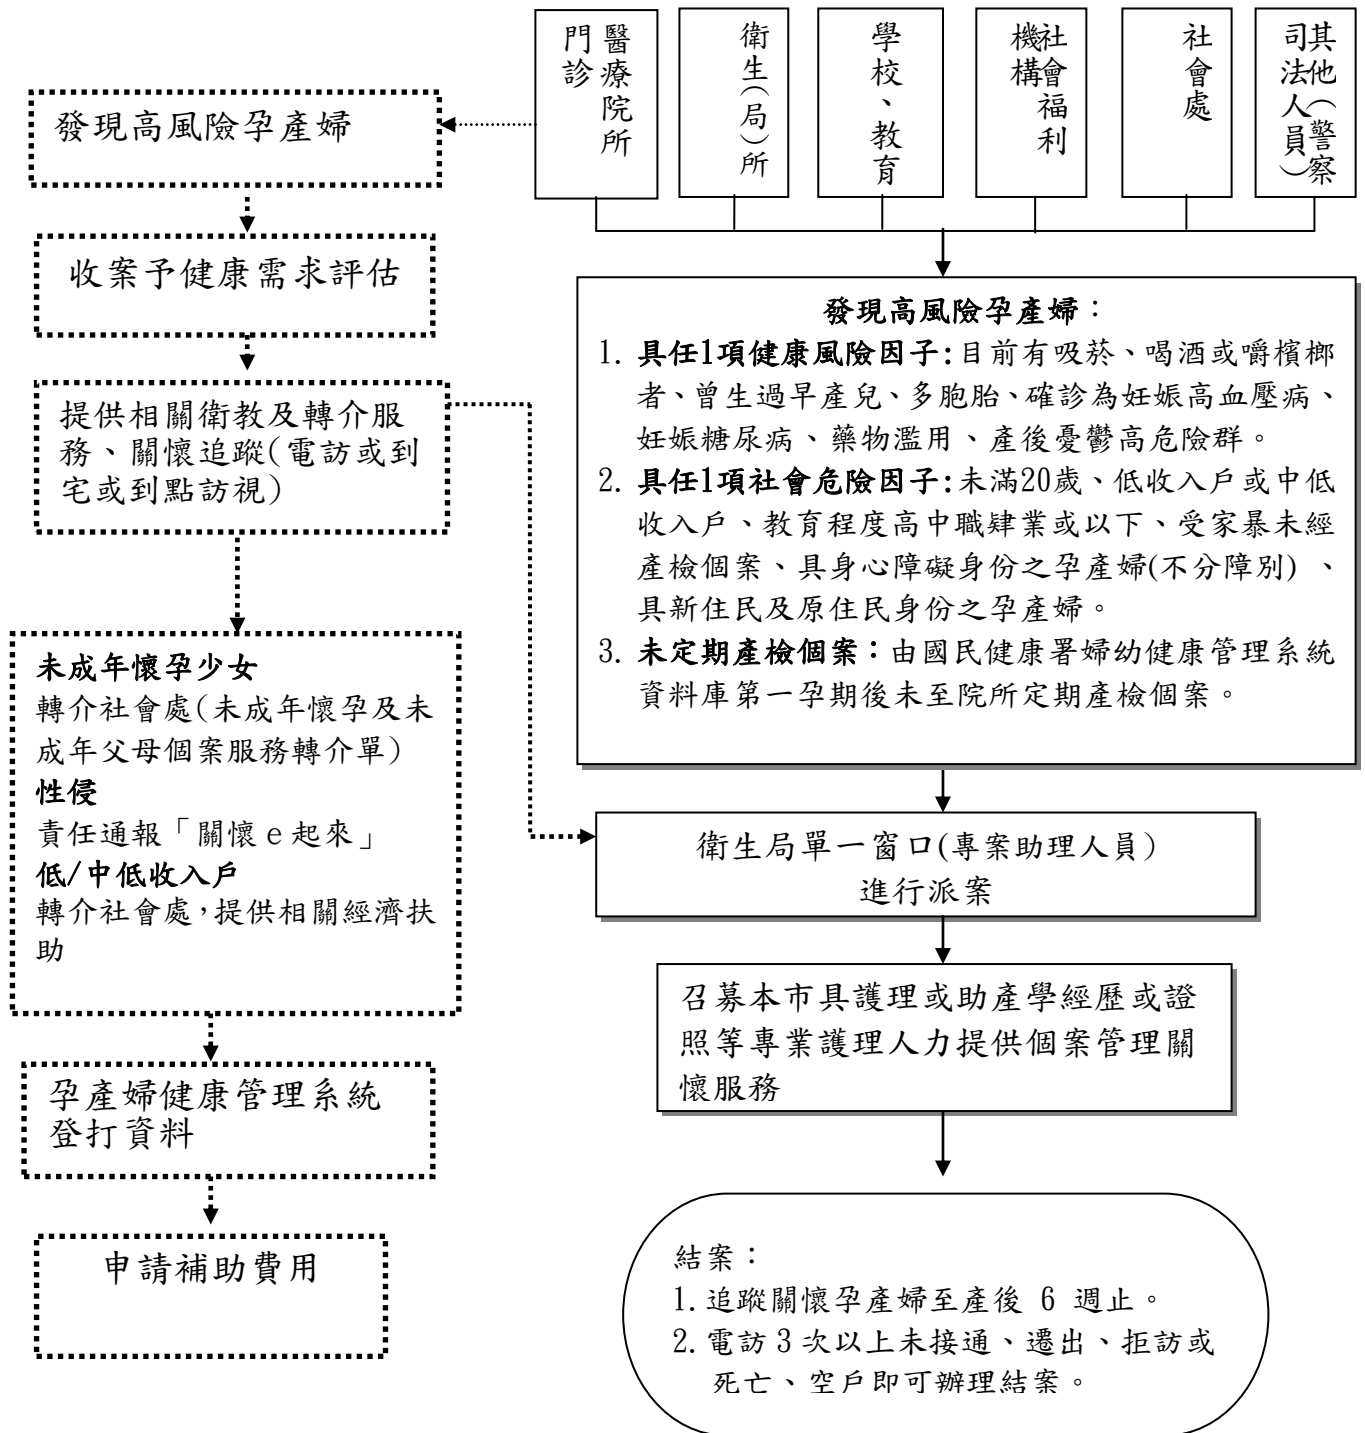 醫療院所
門診
衛生(局)所
學校、教育
社會福利
機構
社會處
其他(警察
司法人員)
發現高風險孕產婦
收案予健康需求評估
提供相關衛教及轉介服
務、關懷追蹤(電訪或到
宅或到點訪視)
未成年懷孕少女
轉介社會處(未成年懷孕及未
成年父母個案服務轉介單)
性侵
責任通報「關懷 e 起來」
低/中低收入戶
轉介社會處，提供相關經濟扶
助
孕產婦健康管理系統
登打資料
申請補助費用
發現高風險孕產婦：
1. 具任1項健康風險因子:目前有吸菸、喝酒或嚼檳榔
者、曾生過早產兒、多胞胎、確診為妊娠高血壓病、
妊娠糖尿病、藥物濫用、產後憂鬱高危險群。
2. 具任1項社會危險因子:未滿20歲、低收入戶或中低
收入戶、教育程度高中職肄業或以下、受家暴未經
產檢個案、具身心障礙身份之孕產婦(不分障別)、
具新住民及原住民身份之孕產婦。
3. 未定期產檢個案：由國民健康署婦幼健康管理系統
資料庫第一孕期後未至院所定期產檢個案。
衛生局單一窗口(專案助理人員)
進行派案
召募本市具護理或助產學經歷或證
照等專業護理人力提供個案管理關
懷服務
結案：
1. 追蹤關懷孕產婦至產後 6 週止。
2. 電訪 3 次以上未接通、遷出、拒訪或
死亡、空戶即可辦理結案。